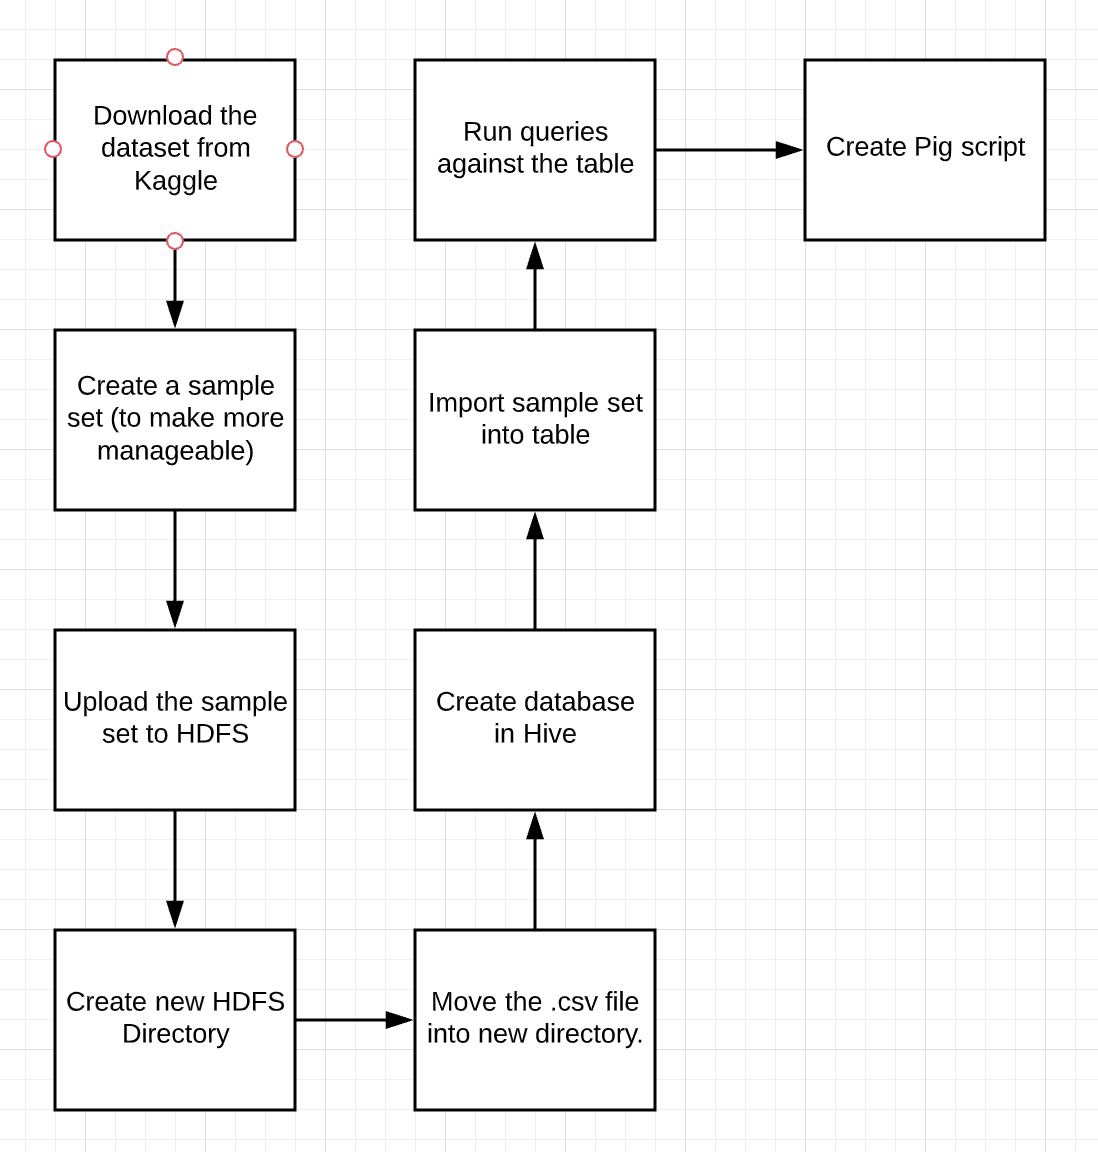 Download the
dataset from
Kaggle
Create a sample
set (to make more
manageable)
Upload the sample
set to HDFS
Create new HDFS
Directory
Move the .csv file
into new directory.
Create database
in Hive
Import sample set
into table
Run queries
against the table
Create Pig script